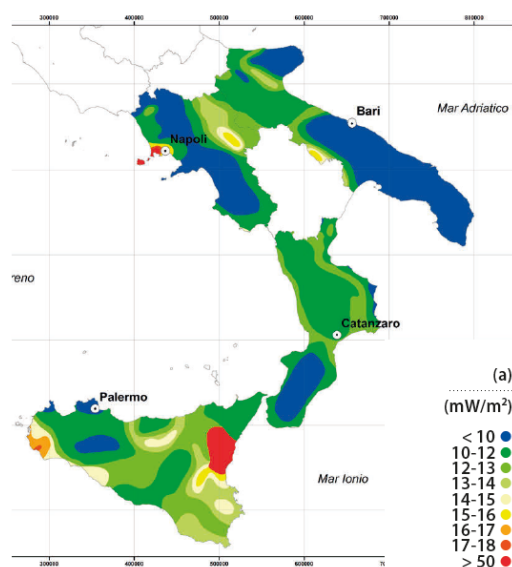 300000 400000 500000 600000 700000 800000
Bari
Mar Adriatico
Napoli
reno
Catanzaro
Palermo
Mar Ionio
(a)
(mW/m²)
< 10
10-12
12-13
13-14
14-15
15-16
16-17
17-18
> 50
300000 400000 500000 600000 700000